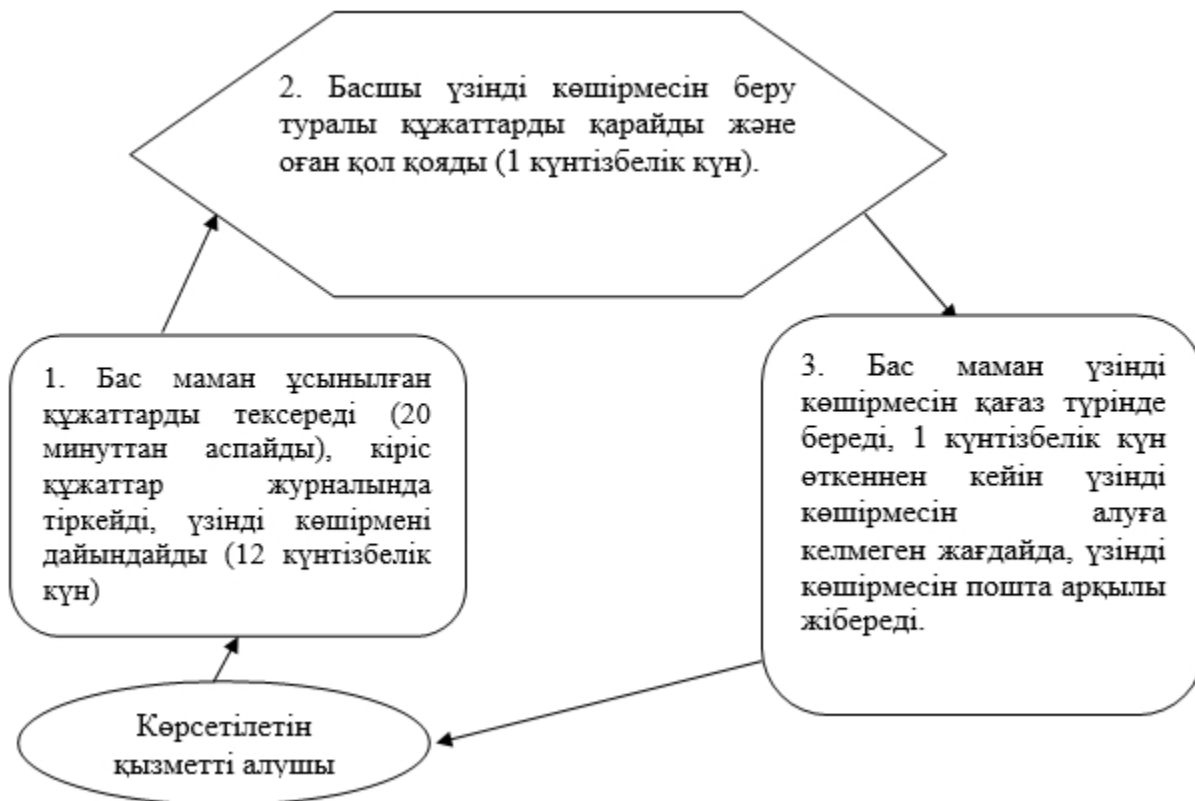 2. Басшы үзінді көшірмесін беру
туралы құжаттарды қарайды және
оған қол қояды (1 күнтізбелік күн).
1. Бас маман ұсынылған
құжаттарды тексереді (20
минуттан аспайды), кіріс
құжаттар журналында
тіркейді, үзінді көшірмені
дайындайды (12 күнтізбелік
күн)
3. Бас маман үзінді
көшірмесін қағаз түрінде
береді, 1 күнтізбелік күн
өткеннен кейін үзінді
көшірмесін алуға
келмеген жағдайда, үзінді
көшірмесін пошта арқылы
жібереді.
Көрсетілетін
қызметті алушы